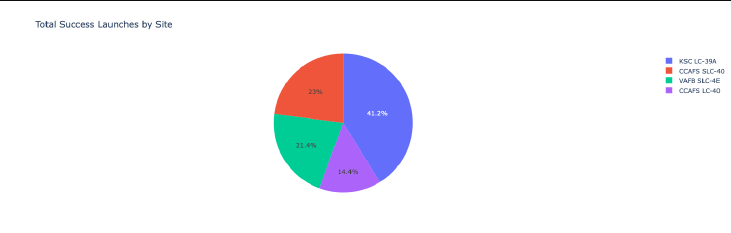 Total Success Launches by Site
KSC LC-39A
CCAFS SLC-40
VAFB SLC-4E
CCAFS LC-40
23%
41.2%
21.4%
14.4%